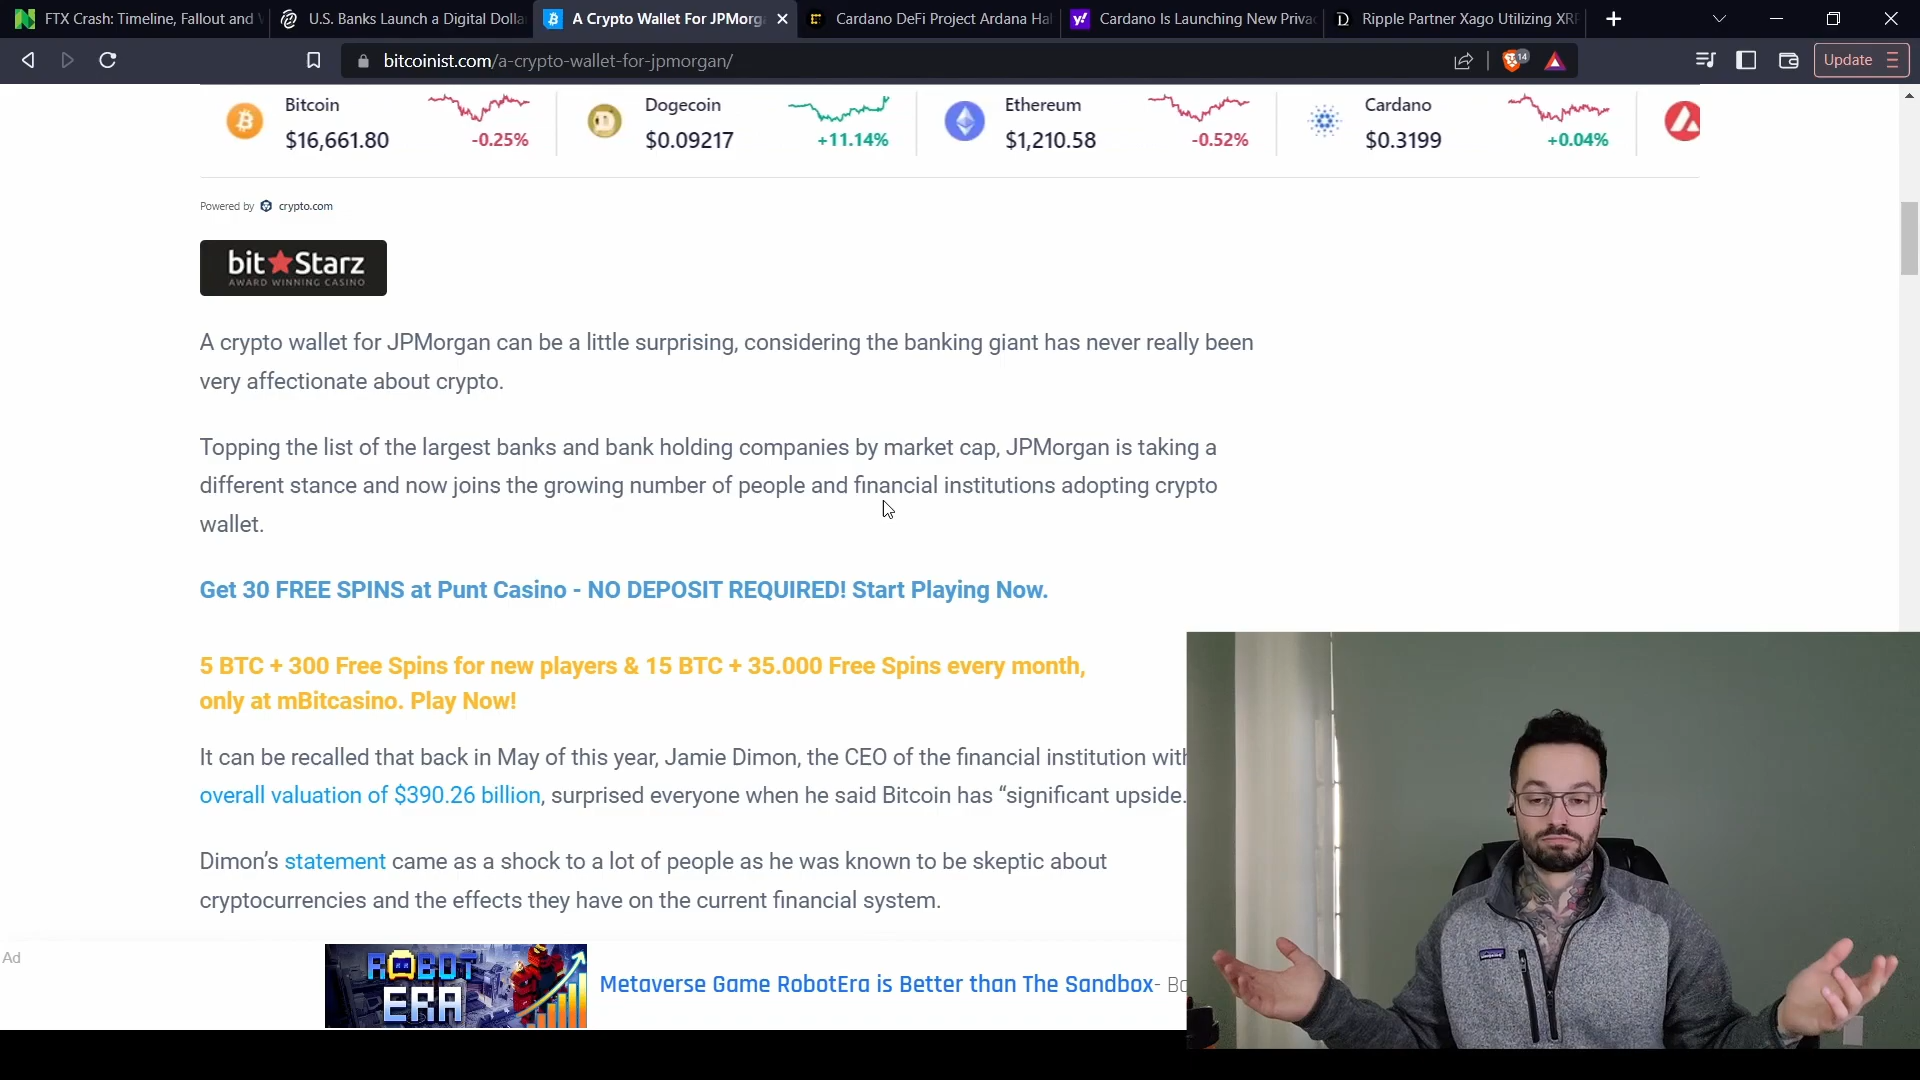 FTX Crash: Timeline, Fallout and
U.S. Banks Launch a Digital Dolla
A Crypto Wallet For JPMorg
Cardano DeFi Project Ardana Hal
Cardano Is Launching New Priva
Ripple Partner Xago Utilizing XR
bitcoinist.com/a-crypto-wallet-for-jpmorgan/
14
Update
Bitcoin
$16,661.80
-0.25%
Dogecoin
$0.09217
+11.14%
Ethereum
$1,210.58
-0.52%
Cardano
$0.3199
+0.04%
Powered by crypto.com
bit Starz
AWARD WINNING CASINO
A crypto wallet for JPMorgan can be a little surprising, considering the banking giant has never really been
very affectionate about crypto.
Topping the list of the largest banks and bank holding companies by market cap, JPMorgan is taking a
different stance and now joins the growing number of people and financial institutions adopting crypto
wallet.
Get 30 FREE SPINS at Punt Casino - NO DEPOSIT REQUIRED! Start Playing Now.
5 BTC + 300 Free Spins for new players & 15 BTC + 35.000 Free Spins every month,
only at mBitcasino. Play Now!
It can be recalled that back in May of this year, Jamie Dimon, the CEO of the financial institution with
overall valuation of $390.26 billion, surprised everyone when he said Bitcoin has “significant upside.
Dimon’s statement came as a shock to a lot of people as he was known to be skeptic about
cryptocurrencies and the effects they have on the current financial system.
Ad
ROBOT
ERA
Metaverse Game RobotEra is Better than The Sandbox-